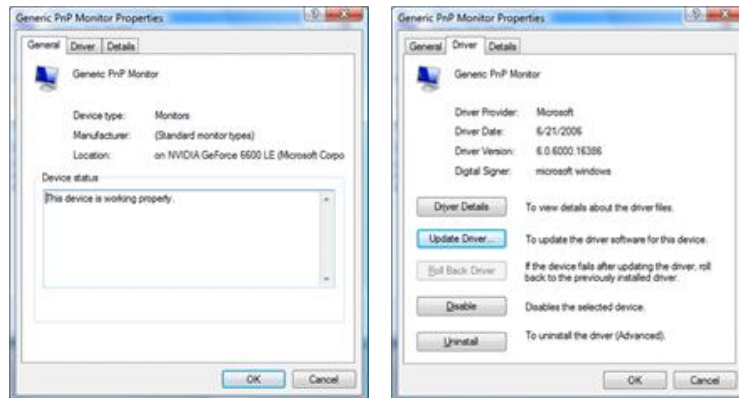 Generic PnP Monitor Properties
General Driver Details
Generic PnP Monitor
Device type: Monitors
Manufacturer: (Standard monitor types)
Location: on NVIDIA GeForce 6600 LE (Microsoft Corpo
Device status
This device is working properly.
OK Cancel
Generic PnP Monitor Properties
General Driver Details
Generic PnP Monitor
Driver Provider: Microsoft
Driver Date: 6/21/2006
Driver Version: 6.0.6000.16386
Digital Signer: microsoft windows
Driver Details To view details about the driver files.
Update Driver... To update the driver software for this device.
Roll Back Driver If the device fails after updating the driver, roll
back to the previously installed driver.
Disable Disables the selected device.
Uninstall To uninstall the driver (Advanced).
OK Cancel